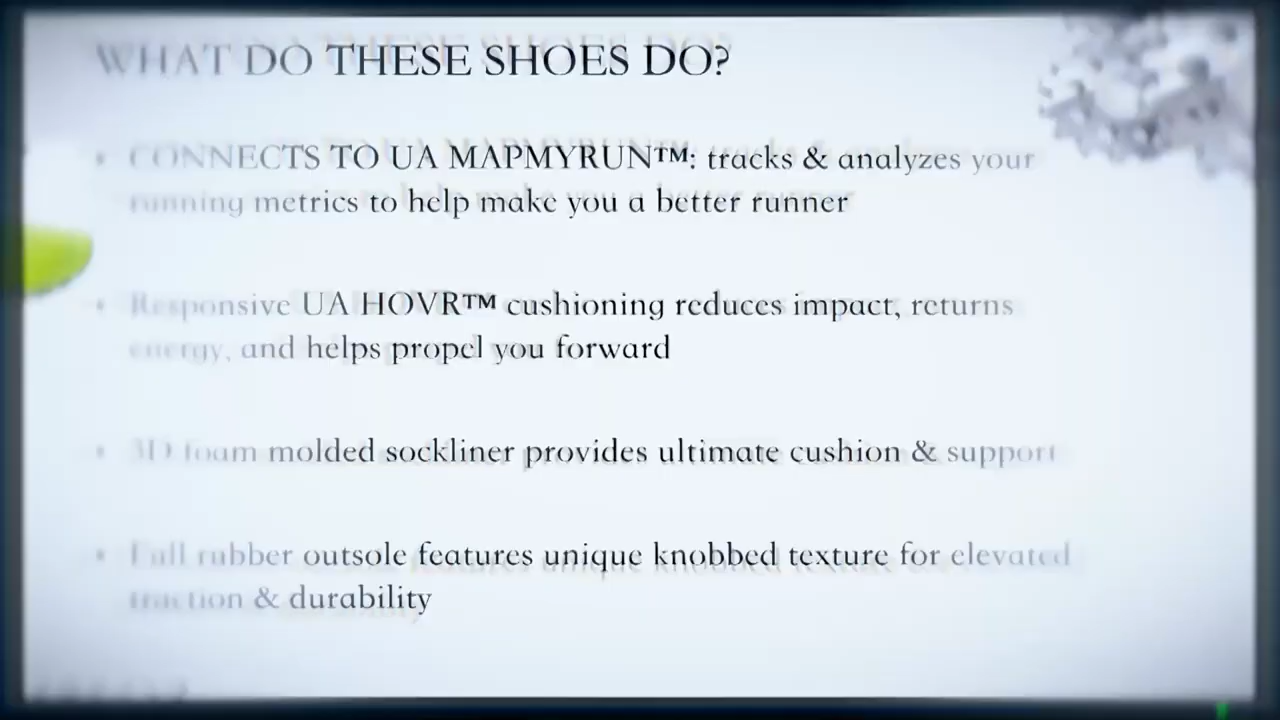 WHAT DO THESE SHOES DO?
• CONNECTS TO UA MAPMYRUN™: tracks & analyzes your
running metrics to help make you a better runner
• Responsive UA HOVR™ cushioning reduces impact, returns
energy, and helps propel you forward
• 3D foam molded sockliner provides ultimate cushion & support
• Full rubber outsole features unique knobbed texture for elevated
traction & durability